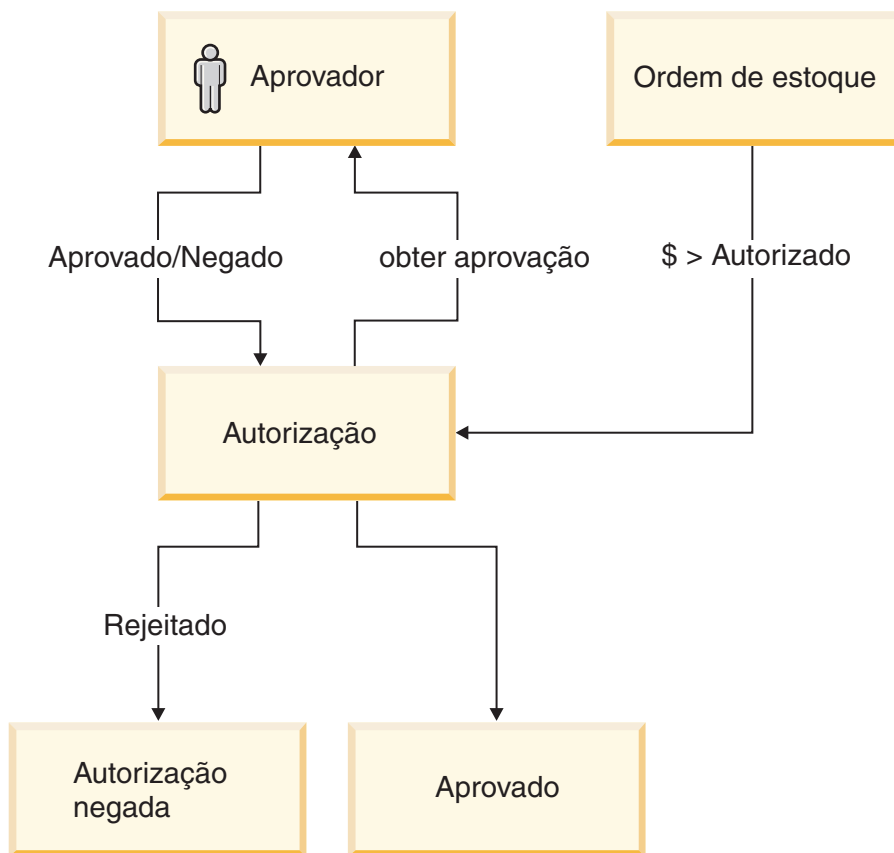 Aprovador
Ordem de estoque
Aprovado/Negado
obter aprovação
$ > Autorizado
Autorização
Rejeitado
Autorização
negada
Aprovado